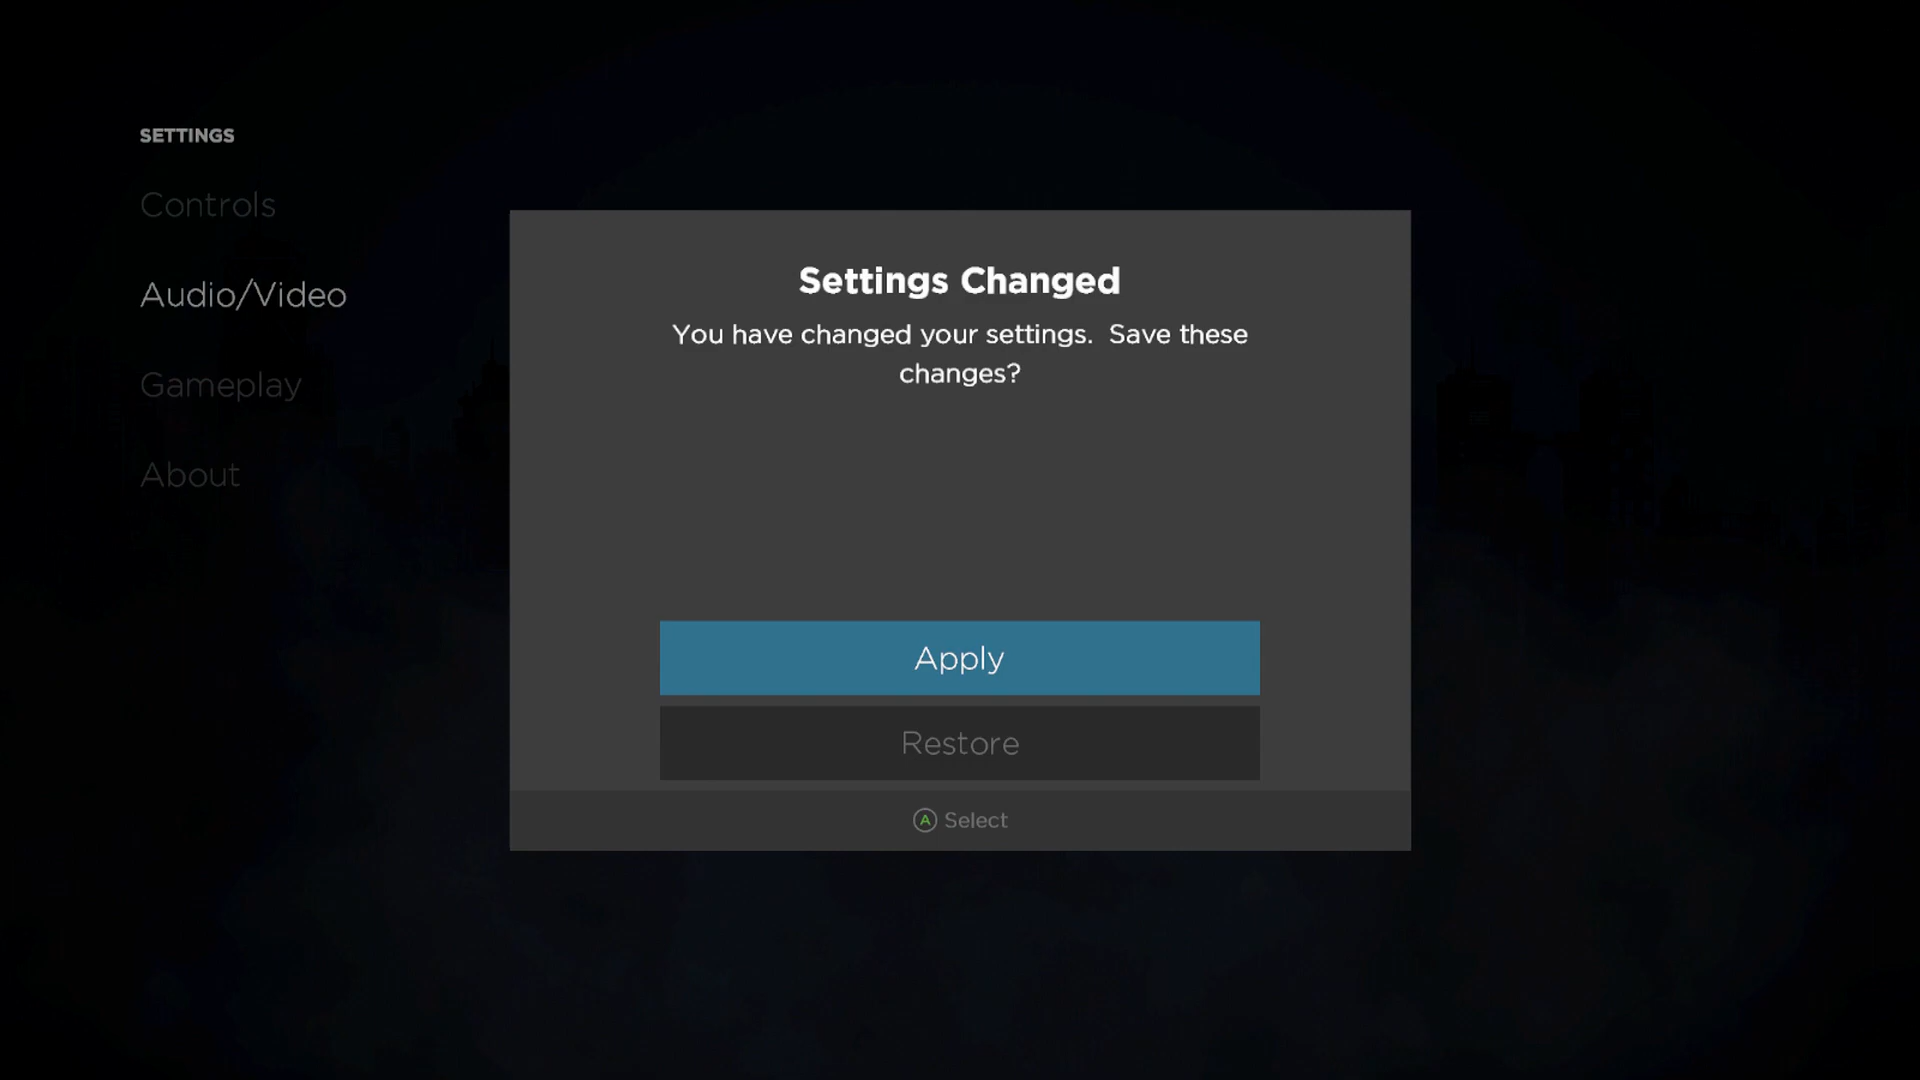 SETTINGS
Controls
Audio/Video
Gameplay
About
Settings Changed
You have changed your settings.  Save these
changes?
Apply
Restore
A Select